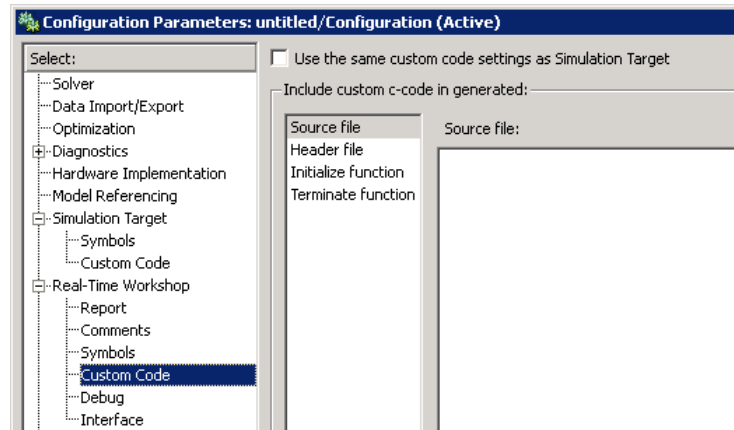 Configuration Parameters: untitled/Configuration (Active)
Select:
Solver
Data Import/Export
Optimization
Diagnostics
Hardware Implementation
Model Referencing
Simulation Target
Symbols
Custom Code
Real-Time Workshop
Report
Comments
Symbols
Custom Code
Debug
Interface
Use the same custom code settings as Simulation Target
Include custom c-code in generated:
Source file
Header file
Initialize function
Terminate function
Source file: